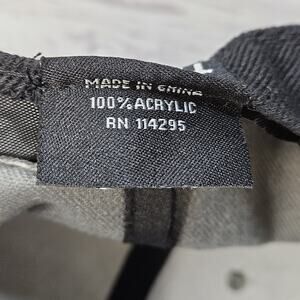 MADE IN CHINA
100% ACRYLIC
RN 114295